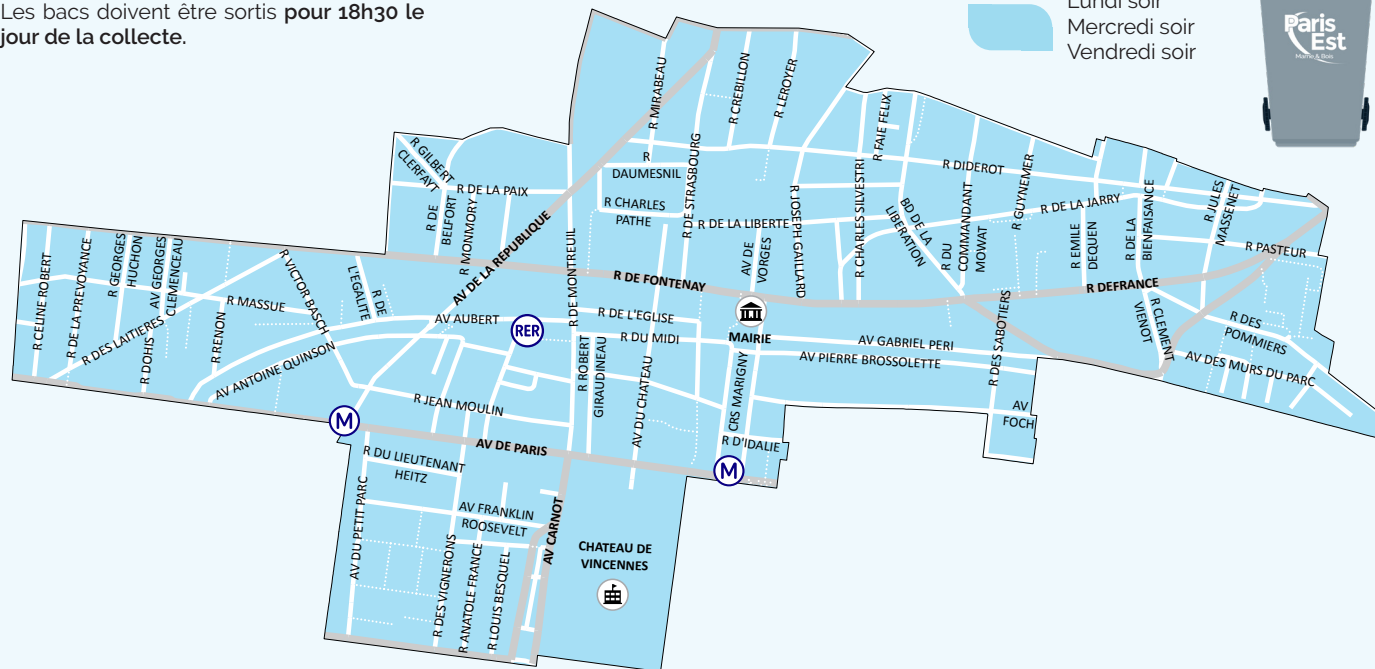 Les bacs doivent être sortis pour 18h30 le
jour de la collecte.
Lundi soir
Mercredi soir
Vendredi soir
Paris
Est
Marne & Bois
R MIRABEAU
R CREBILLON
R LEROYER
R FAIE FELIX
R GILBERT
CLERFAYT
R DE LA PAIX
R DE
BELFORT
R MONMORY
AV DE LA REPUBLIQUE
R
DAUMESNIL
R CHARLES
PATHE
R DE STRASBOURG
R DE LA LIBERTE
R JOSEPH GAILLARD
R CHARLES SILVESTRI
BD DE LA
LIBERATION
R DIDEROT
R DU
COMMANDANT
MOWAT
R GUYNEMER
R DE LA JARRY
R EMILE
DEQUEN
R DE LA
BIENFAISANCE
R JULES
MASSENET
R PASTEUR
R CELINE ROBERT
R DE LA PREVOYANCE
R GEORGES
HUCHON
AV GEORGES
CLEMENCEAU
R DES LAITIERES
R DOHIS
R RENON
R MASSUE
R VICTOR BASCH
R DE
L'EGALITE
AV ANTOINE QUINSON
AV AUBERT
RER
R DE MONTREUIL
R DE FONTENAY
AV DE
VORGES
R DE L'EGLISE
R DU MIDI
R ROBERT
GIRAUDINEAU
AV DU CHATEAU
MAIRIE
CRS MARIGNY
AV GABRIEL PERI
AV PIERRE BROSSOLETTE
R DES SABOTIERS
R DEFRANCE
R CLEMENT
VIENOT
R DES
POMMIERS
AV DES MURS DU PARC
AV
FOCH
R D'IDALIE
M
M
R JEAN MOULIN
AV DE PARIS
R DU LIEUTENANT
HEITZ
AV DU PETIT PARC
AV FRANKLIN
ROOSEVELT
R DES VIGNERONS
R ANATOLE FRANCE
R LOUIS BESQUEL
AV CARNOT
CHATEAU DE
VINCENNES